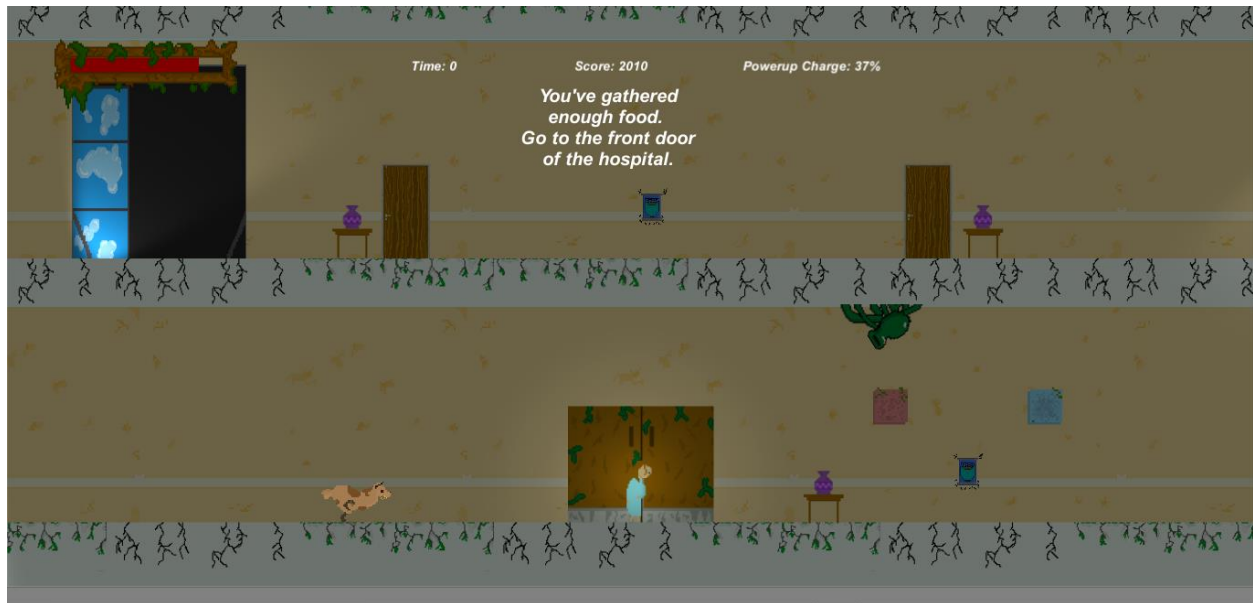 Time: 0 Score: 2010 Powerup Charge: 37%
You've gathered
enough food.
Go to the front door
of the hospital.